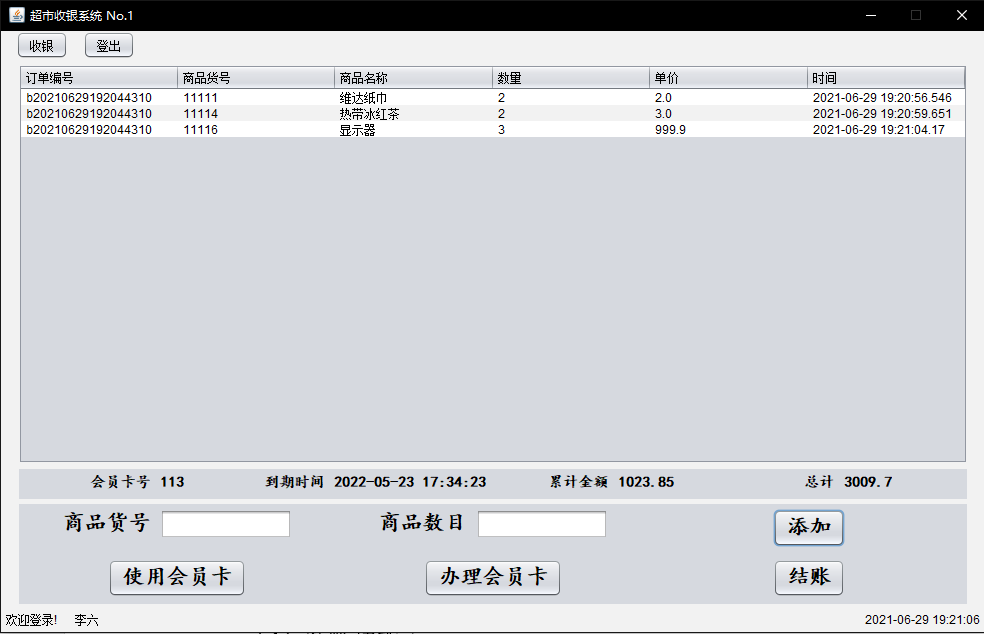 超市收银系统 No.1
收银 登出
订单编号 商品货号 商品名称 数量 单价 时间
b20210629192044310 11111 维达纸巾 2 2.0 2021-06-29 19:20:56.546
b20210629192044310 11114 热带冰红茶 2 3.0 2021-06-29 19:20:59.651
b20210629192044310 11116 显示器 3 999.9 2021-06-29 19:21:04.17
会员卡号 113 到期时间 2022-05-23 17:34:23 累计金额 1023.85 总计 3009.7
商品货号 商品数目 添加
使用会员卡 办理会员卡 结账
欢迎登录! 李六 2021-06-29 19:21:06